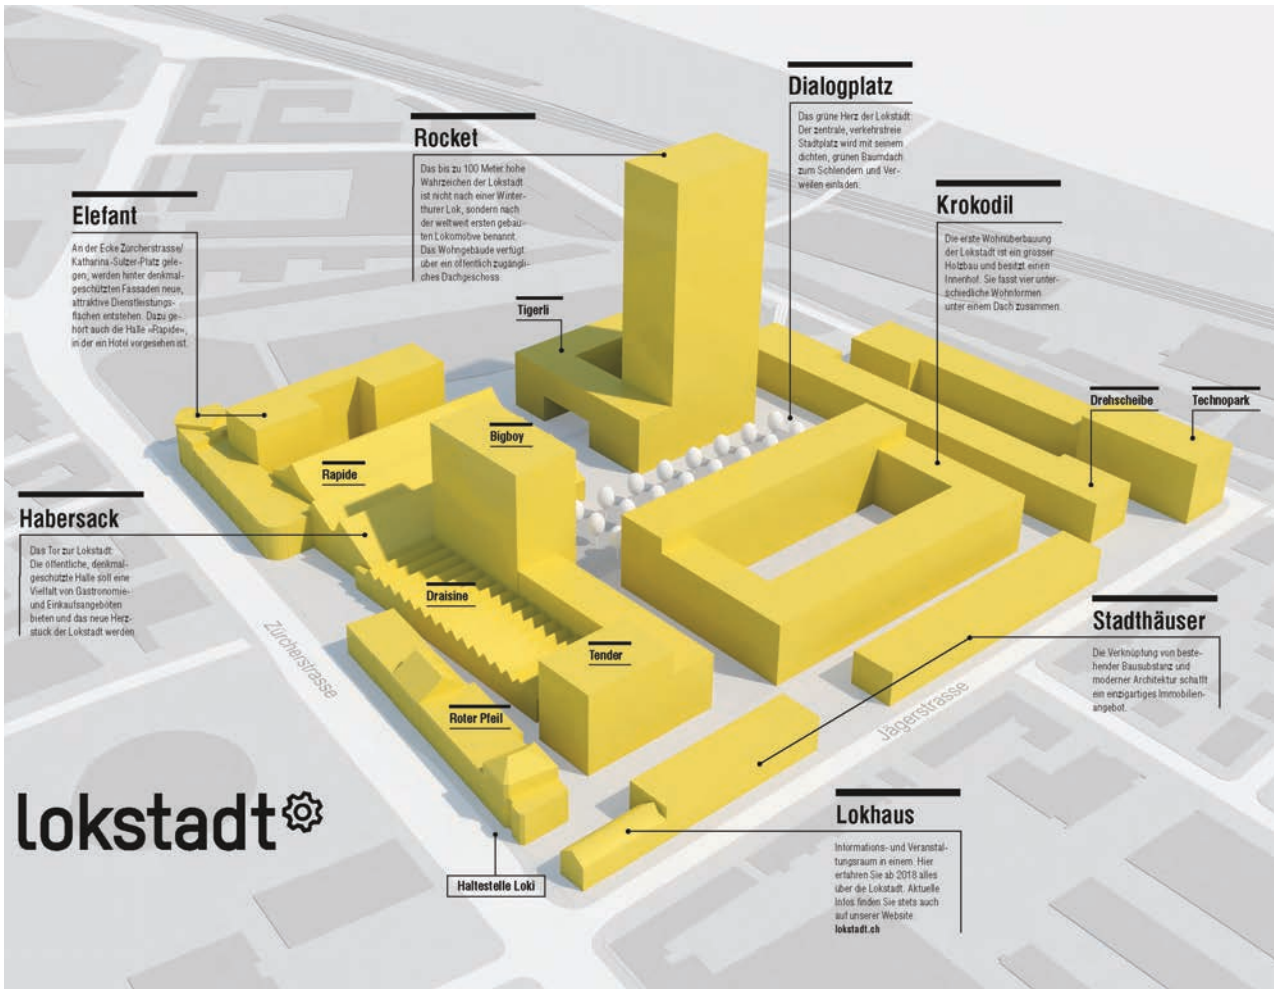 Dialogplatz
Das grüne Herz der Lokstadt:
Der zentrale, verkehrsfreie
Stadtplatz wird mit seinem
dichten, grünen Baumdach
zum Schlendern und Ver-
weilen einladen.
Rocket
Das bis zu 100 Meter hohe
Wahrzeichen der Lokstadt
ist nicht nach einer Winter-
thurer Lok, sondern nach
der weltweit ersten gebau-
ten Lokomotive benannt.
Das Wohngebäude verfügt
über ein öffentlich zugängli-
ches Dachgeschoss.
Elefant
An der Ecke Zürcherstrasse/
Katharina-Sulzer-Platz gele-
gen, werden hinter denkmal-
geschützten Fassaden neue,
attraktive Dienstleistungs-
flächen entstehen. Dazu ge-
hört auch die Halle «Rapide»,
in der ein Hotel vorgesehen ist.
Krokodil
Die erste Wohnüberbauung
der Lokstadt ist ein grosser
Holzbau und besitzt einen
Innenhof. Sie fasst vier unter-
schiedliche Wohnformen
unter einem Dach zusammen.
Tigerli
Drehscheibe
Technopark
Bigboy
Rapide
Habersack
Das Tor zur Lokstadt:
Die öffentliche, denkmal-
geschützte Halle soll eine
Vielfalt von Gastronomie-
und Einkaufsangeboten
bieten und das neue Herz-
stück der Lokstadt werden.
Draisine
Tender
Roter Pfeil
Zürcherstrasse
Jägerstrasse
Stadthäuser
Die Verknüpfung von beste-
hender Bausubstanz und
moderner Architektur schafft
ein einzigartiges Immobilien-
angebot.
lokstadt
Haltestelle Loki
Lokhaus
Informations- und Veranstal-
tungsraum in einem. Hier
erfahren Sie ab 2018 alles
über die Lokstadt. Aktuelle
Infos finden Sie stets auch
auf unserer Website
lokstadt.ch